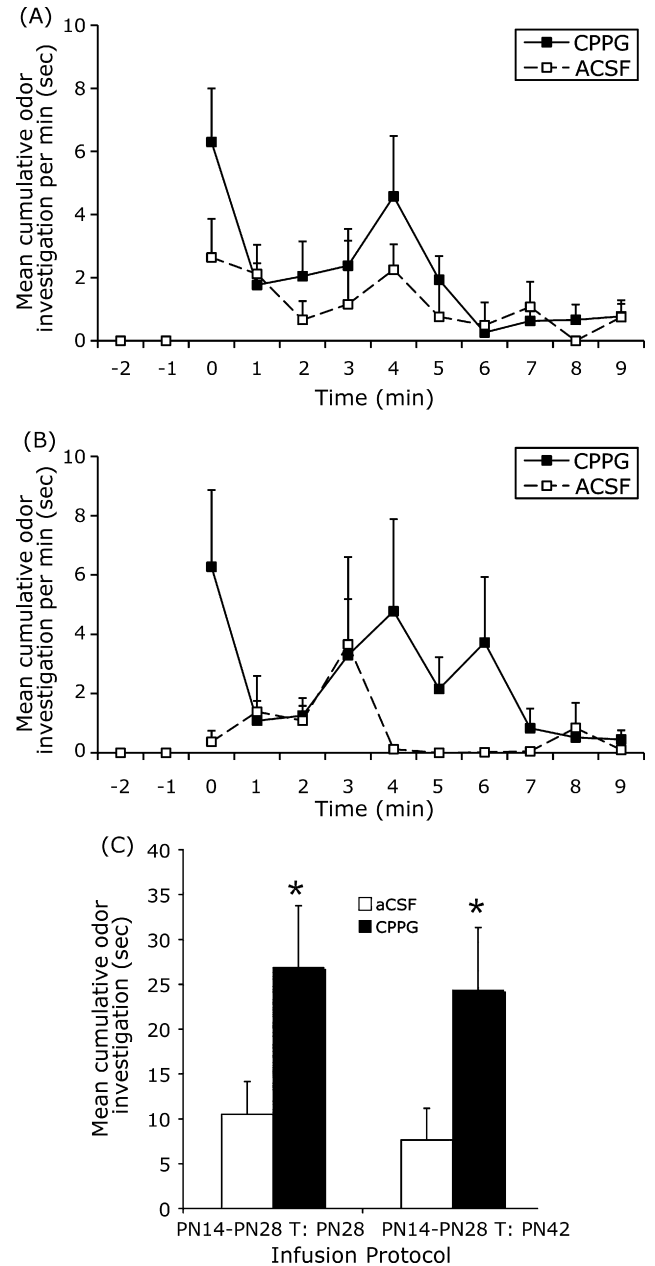 (A)
Mean cumulative odor
investigation per min (sec)
10
8
6
4
2
0
CPPG
ACSF
-2 -1 0 1 2 3 4 5 6 7 8 9
Time (min)
(B)
Mean cumulative odor
investigation per min (sec)
10
8
6
4
2
0
CPPG
ACSF
-2 -1 0 1 2 3 4 5 6 7 8 9
Time (min)
(C)
Mean cumulative odor
investigation (sec)
40
35
30
25
20
15
10
5
0
* *
aCSF
CPPG
PN14-PN28 T: PN28 PN14-PN28 T: PN42
Infusion Protocol